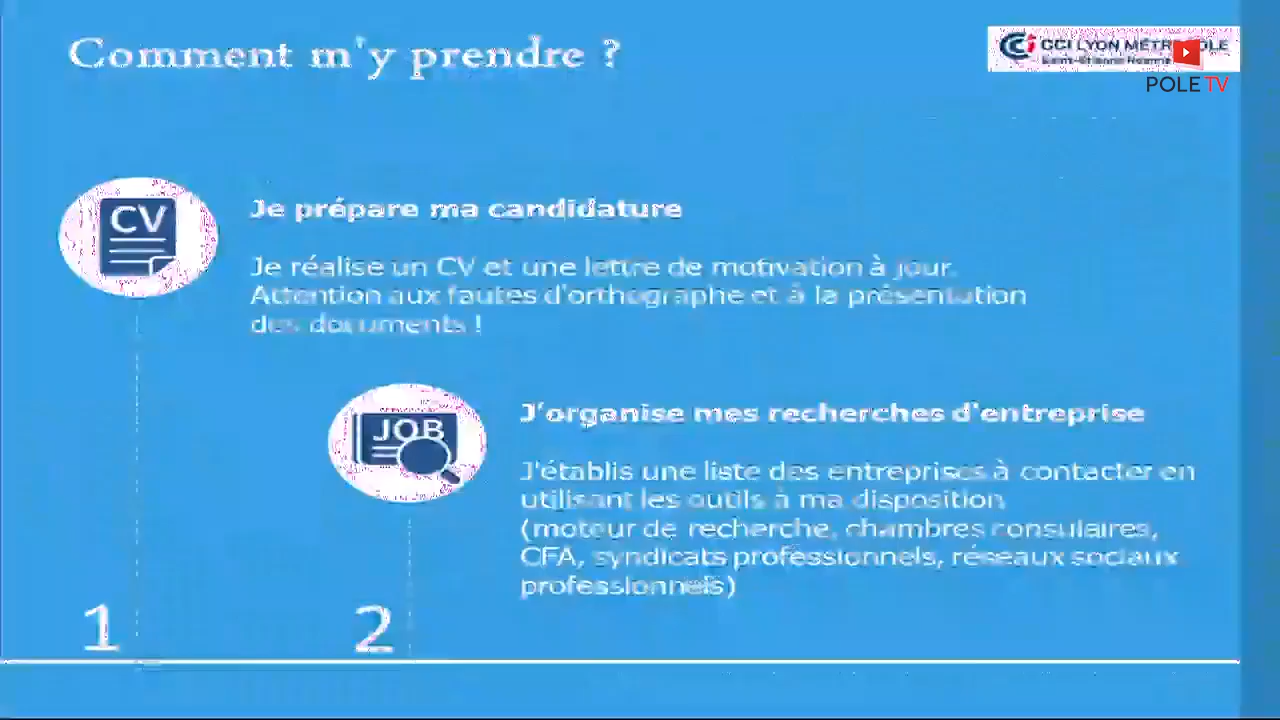 Comment m'y prendre ?
CCI LYON MÉTROPOLE
Saint-Etienne Roanne
POLE TV
CV
Je prépare ma candidature
Je réalise un CV et une lettre de motivation à jour.
Attention aux fautes d'orthographe et à la présentation
des documents !
JOB
J'organise mes recherches d'entreprise
J'établis une liste des entreprises à contacter en
utilisant les outils à ma disposition
(moteur de recherche, chambres consulaires,
CFA, syndicats professionnels, réseaux sociaux
professionnels)
1
2